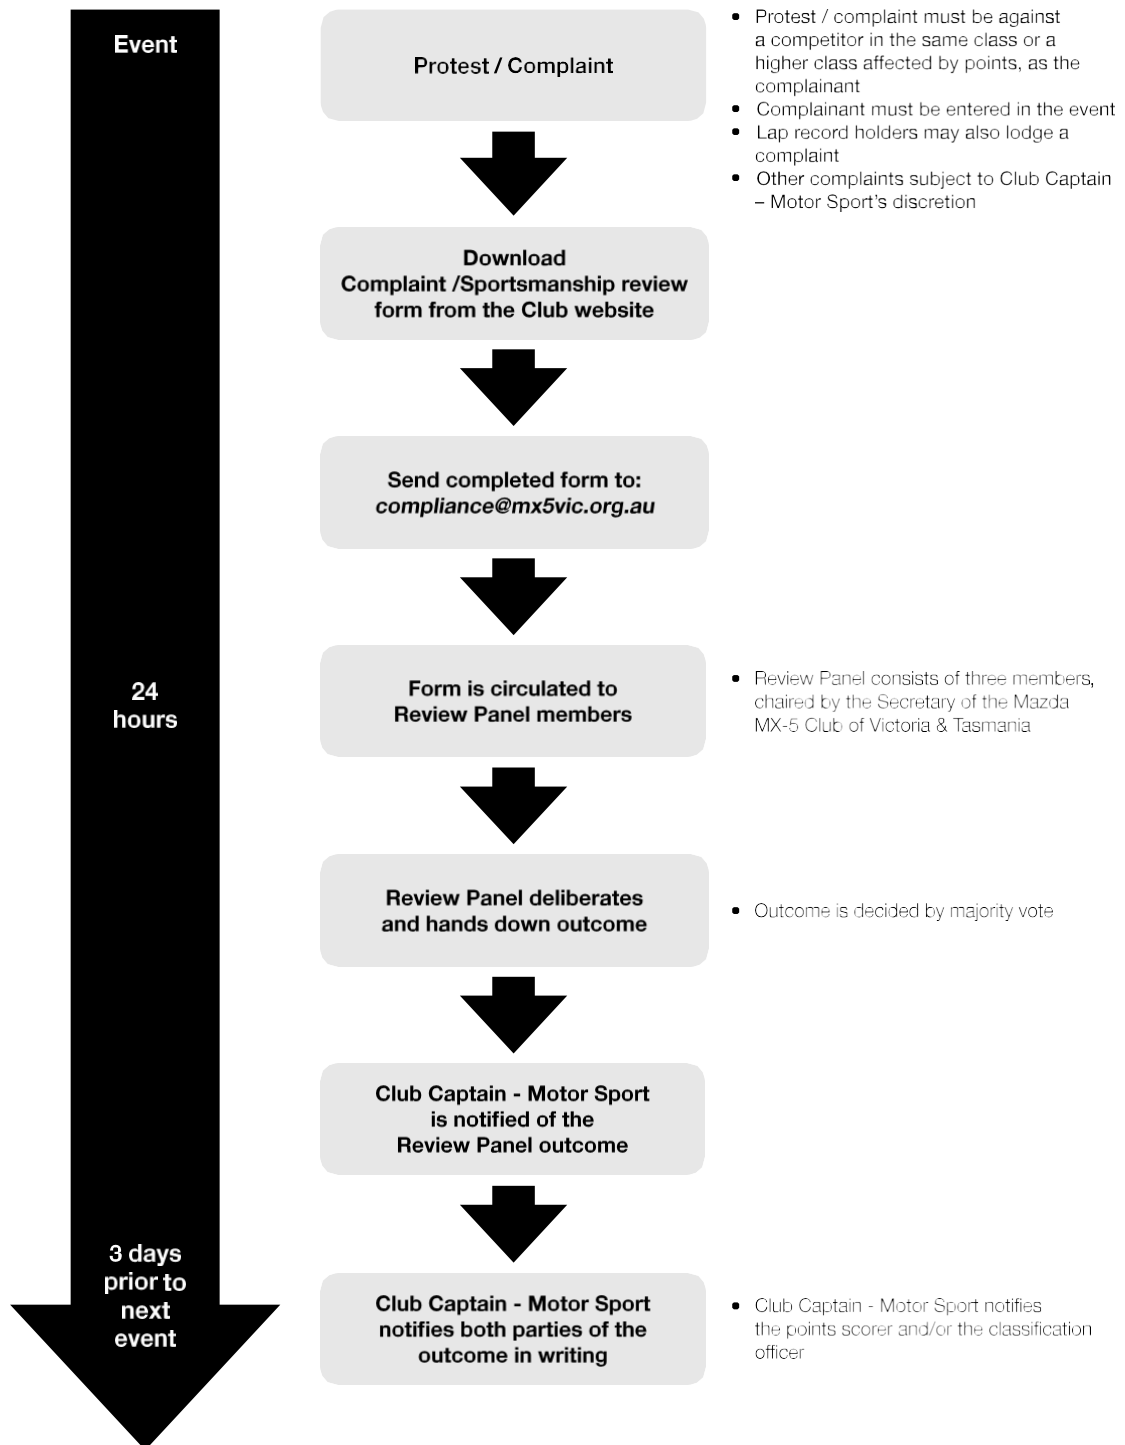 Event
Protest / Complaint
• Protest / complaint must be against
a competitor in the same class or a
higher class affected by points, as the
complainant
• Complainant must be entered in the event
• Lap record holders may also lodge a
complaint
• Other complaints subject to Club Captain
– Motor Sport's discretion
Download
Complaint /Sportsmanship review
form from the Club website
Send completed form to:
compliance@mx5vic.org.au
24
hours
Form is circulated to
Review Panel members
• Review Panel consists of three members,
chaired by the Secretary of the Mazda
MX-5 Club of Victoria & Tasmania
Review Panel deliberates
and hands down outcome
• Outcome is decided by majority vote
Club Captain - Motor Sport
is notified of the
Review Panel outcome
3 days
prior to
next
event
Club Captain - Motor Sport
notifies both parties of the
outcome in writing
• Club Captain - Motor Sport notifies
the points scorer and/or the classification
officer